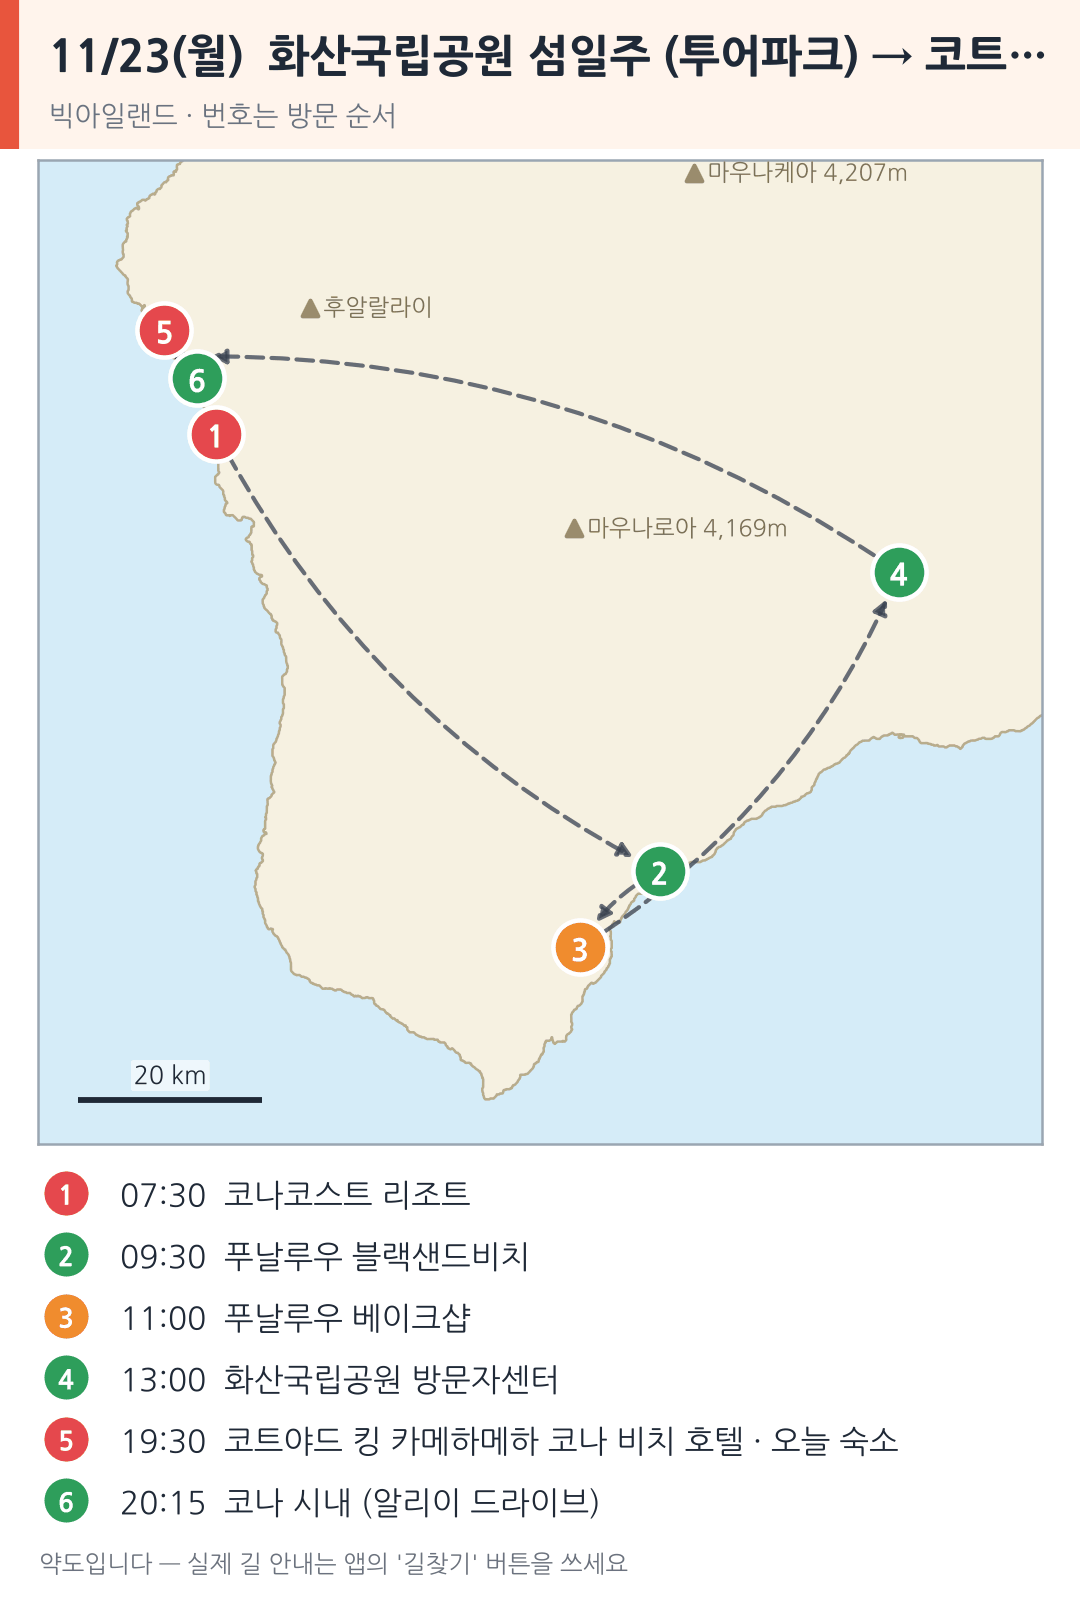 11/23(월) 화산국립공원 섬일주 (투어파크) → 코트…
빅아일랜드 · 번호는 방문 순서
마우나케아 4,207m
후알랄라이
5
6
1
마우나로아 4,169m
4
2
3
20 km
1 07:30 코나코스트 리조트
2 09:30 푸날루우 블랙샌드비치
3 11:00 푸날루우 베이크샵
4 13:00 화산국립공원 방문자센터
5 19:30 코트야드 킹 카메하메하 코나 비치 호텔 · 오늘 숙소
6 20:15 코나 시내 (알리이 드라이브)
약도입니다 — 실제 길 안내는 앱의 '길찾기' 버튼을 쓰세요